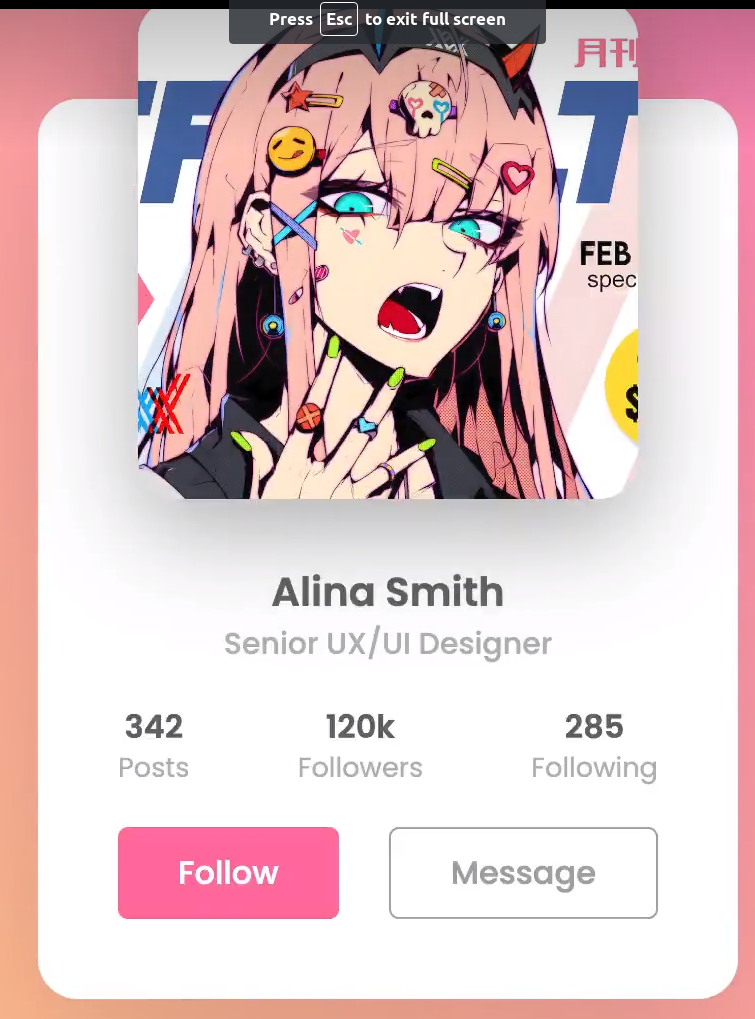 Press Esc to exit full screen
月刊
FEB
spec
$
Alina Smith
Senior UX/UI Designer
342 120k 285
Posts Followers Following
Follow Message